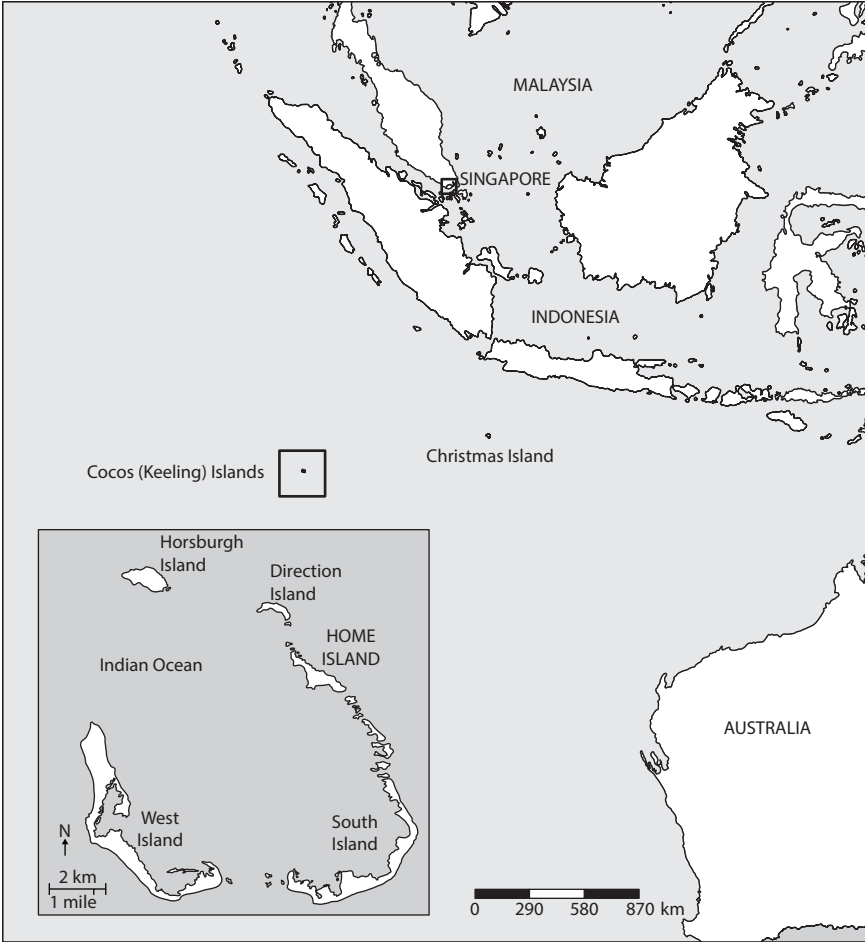 MALAYSIA
SINGAPORE
INDONESIA
Christmas Island
Cocos (Keeling) Islands
Horsburgh
Island
Direction
Island
HOME
ISLAND
Indian Ocean
AUSTRALIA
West
Island
South
Island
N
2 km
1 mile
0 290 580 870 km